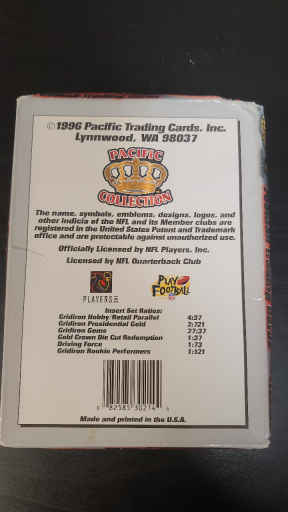 ©1996 Pacific Trading Cards, Inc.
Lynnwood, WA 98037
PACIFIC
COLLECTION
The name, symbols, emblems, designs, logos, and
other indicia of the NFL and its Member clubs are
registered in the United States Patent and Trademark
office and are protectable against unauthorized use.
Officially Licensed by NFL Players, Inc.
Licensed by NFL Quarterback Club
PLAYERS
PLAY
FOOTBALL
Insert Set Ratios:
Gridiron Hobby/Retail Parallel 4:37
Gridiron Presidential Gold 2:721
Gridiron Gems 27:37
Gold Crown Die Cut Redemption 1:37
Driving Force 1:73
Gridiron Rookie Performers 1:121
82585 30214
Made and printed in the U.S.A.